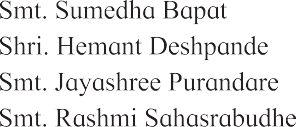 Smt. Sumedha Bapat
Shri. Hemant Deshpande
Smt. Jayashree Purandare
Smt. Rashmi Sahasrabudhe